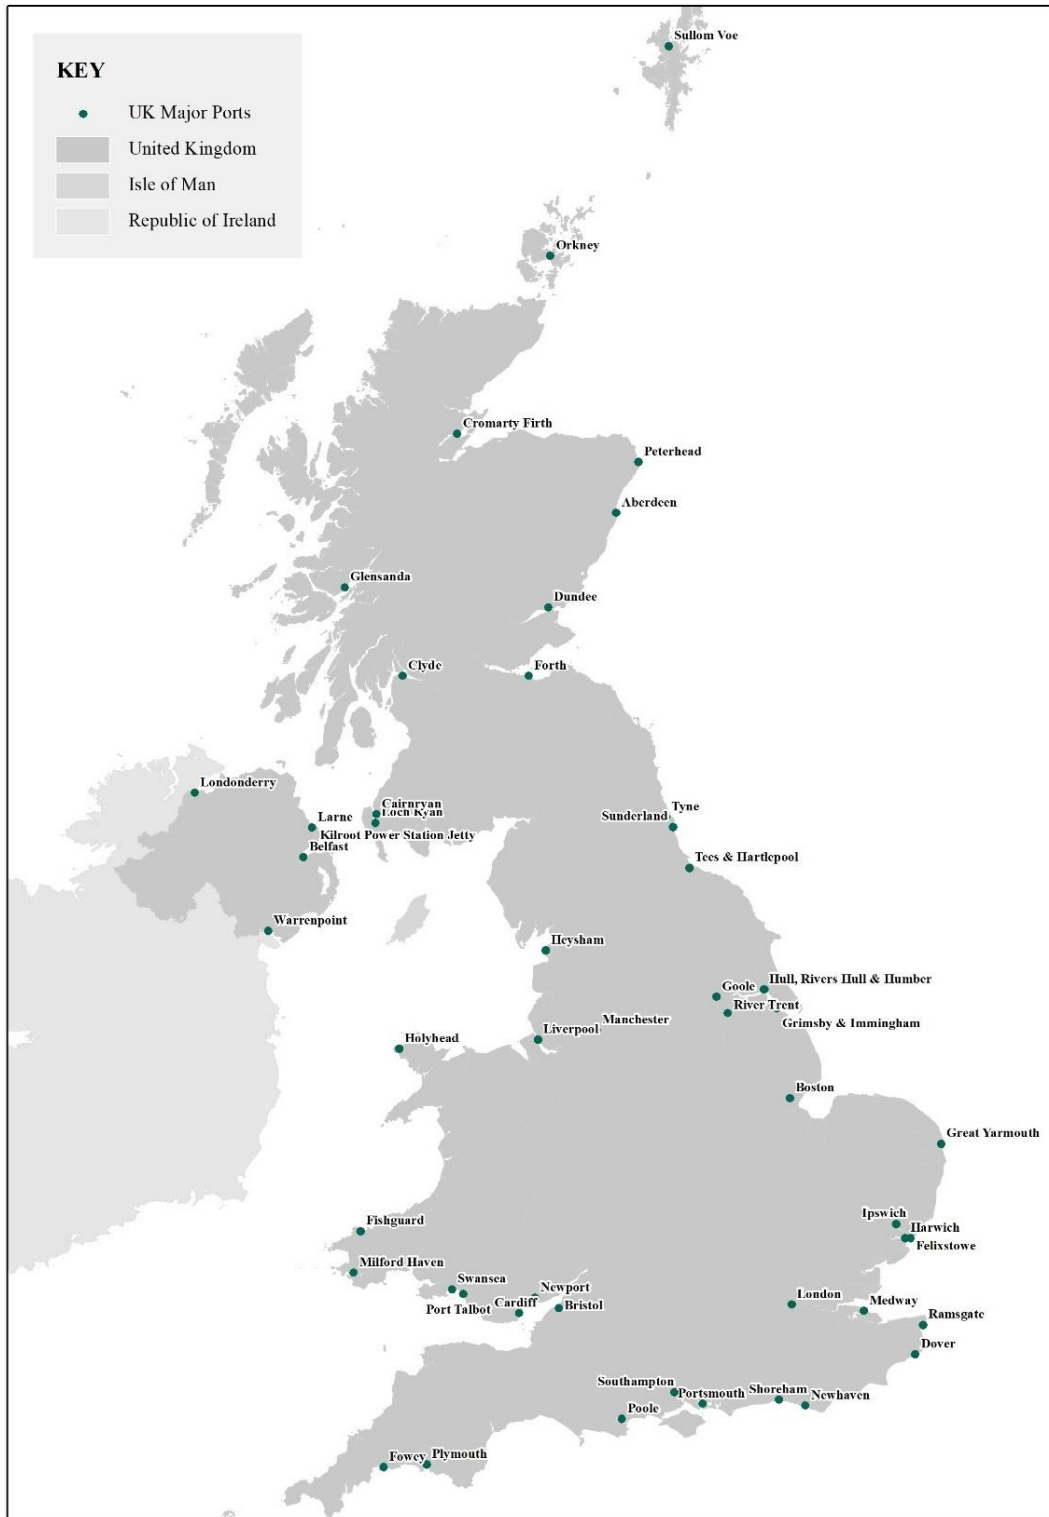 Sullom Voe
KEY
UK Major Ports
United Kingdom
Isle of Man
Republic of Ireland
Orkney
Cromarty Firth
Peterhead
Aberdeen
Glensanda
Dundee
Clyde
Forth
Londonderry
Cairnryan
Loch Ryan
Larne
Kilroot Power Station Jetty
Belfast
Tyne
Sunderland
Tees & Hartlepool
Warrenpoint
Heysham
Hull, Rivers Hull & Humber
Goole
River Trent
Grimsby & Immingham
Manchester
Liverpool
Holyhead
Boston
Great Yarmouth
Ipswich
Harwich
Felixstowe
Fishguard
Milford Haven
Swansea
Port Talbot
Newport
Cardiff
Bristol
London
Medway
Ramsgate
Dover
Southampton
Portsmouth
Shoreham
Newhaven
Poole
Fowey
Plymouth